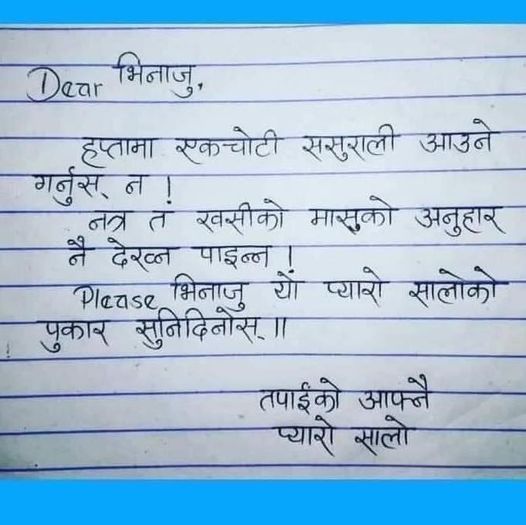 Dear भिनाजु,
हप्तामा एकचोटी ससुराली आउने
गर्नुस् न !
नत्र त खसीको मासुको अनुहार
नै देख्न पाइन्न ।
Please भिनाजु यो प्यारो सालोको
पुकार सुनिदिनोस् ॥
तपाईंको आफ्नै
प्यारो सालो